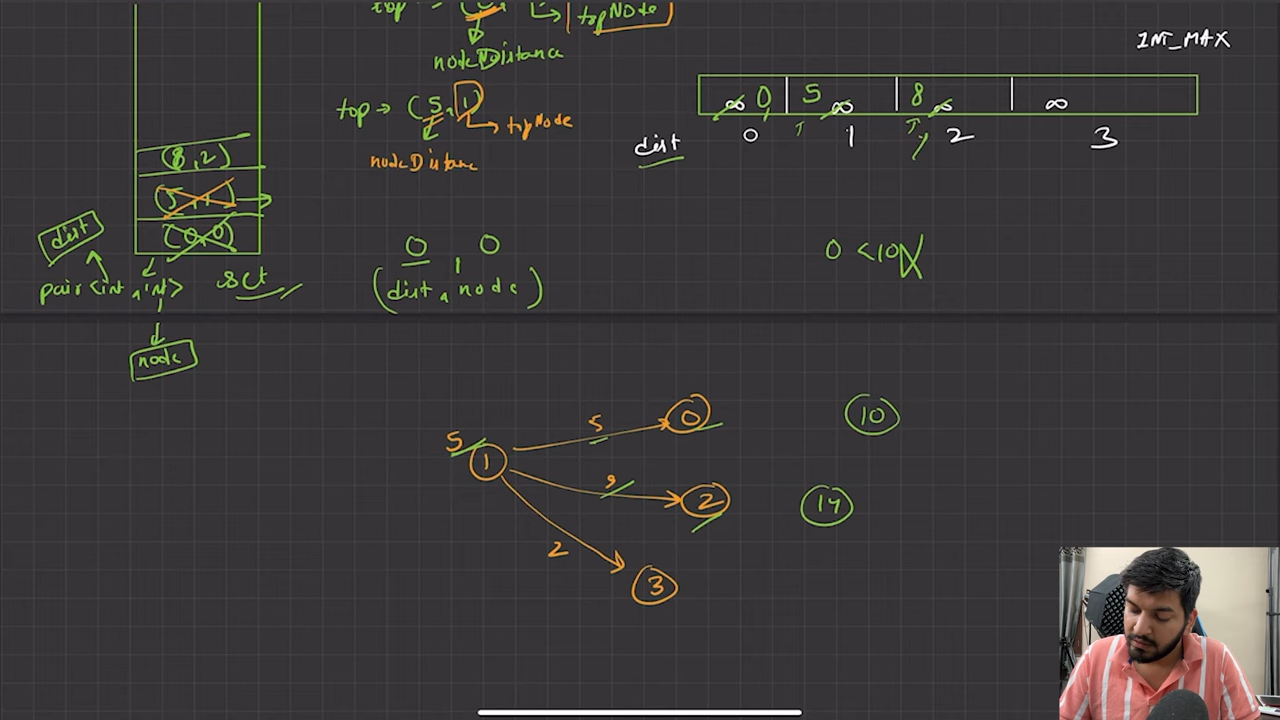 top → topNode
INT_MAX
nodeDistance
∞ 0 5 ∞ 8 ∞ ∞
top → (5, 1) → topNode
dist 0 1 2 3
nodeDistance
(8,2)
(5,1)
dist (0,0) 0 , 0 0 < 10
pair<int, int> set (dist, node)
node
5 0 10
5 1 9 2 14
2
3